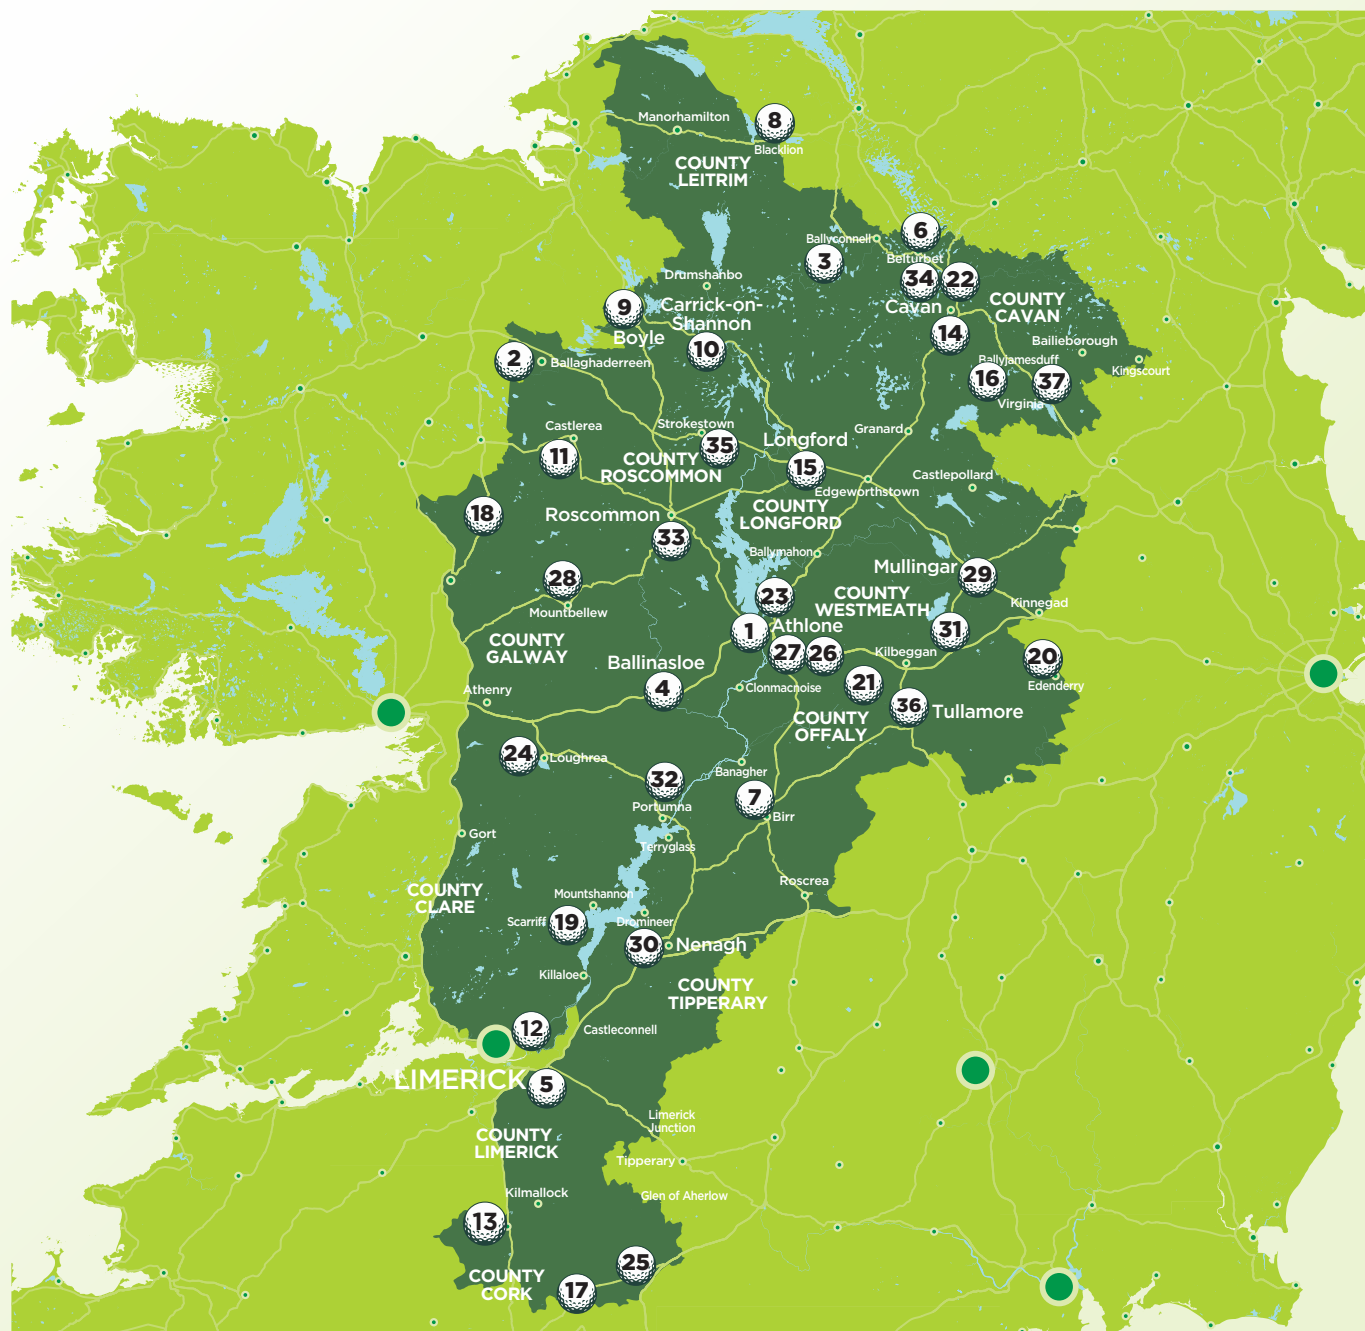 Manorhamilton
8
Blacklion
COUNTY
LEITRIM
6
Ballyconnell
3
Belturbet
34
22
Drumshanbo
COUNTY
CAVAN
9
Carrick-on-
Shannon
Cavan
Boyle
14
10
Bailieborough
2
Ballaghaderreen
Ballyjamesduff
Kingscourt
16
37
Virginia
Castlerea
Strokestown
Granard
35
Longford
11
COUNTY
ROSCOMMON
15
Castlepollard
Edgeworthstown
18
Roscommon
COUNTY
LONGFORD
33
Ballymahon
Mullingar
29
28
23
COUNTY
WESTMEATH
Mountbellew
Kinnegad
1
Athlone
31
COUNTY
GALWAY
27
26
Kilbeggan
20
Ballinasloe
4
Clonmacnoise
21
Edenderry
Athenry
36
Tullamore
COUNTY
OFFALY
24
Loughrea
32
Banagher
7
Portumna
Birr
Gort
Terryglass
COUNTY
CLARE
Mountshannon
Roscrea
Scarriff
19
Dromineer
30
Nenagh
Killaloe
COUNTY
TIPPERARY
12
Castleconnell
LIMERICK
5
Limerick
Junction
COUNTY
LIMERICK
Tipperary
Kilmallock
Glen of Aherlow
13
25
COUNTY
CORK
17